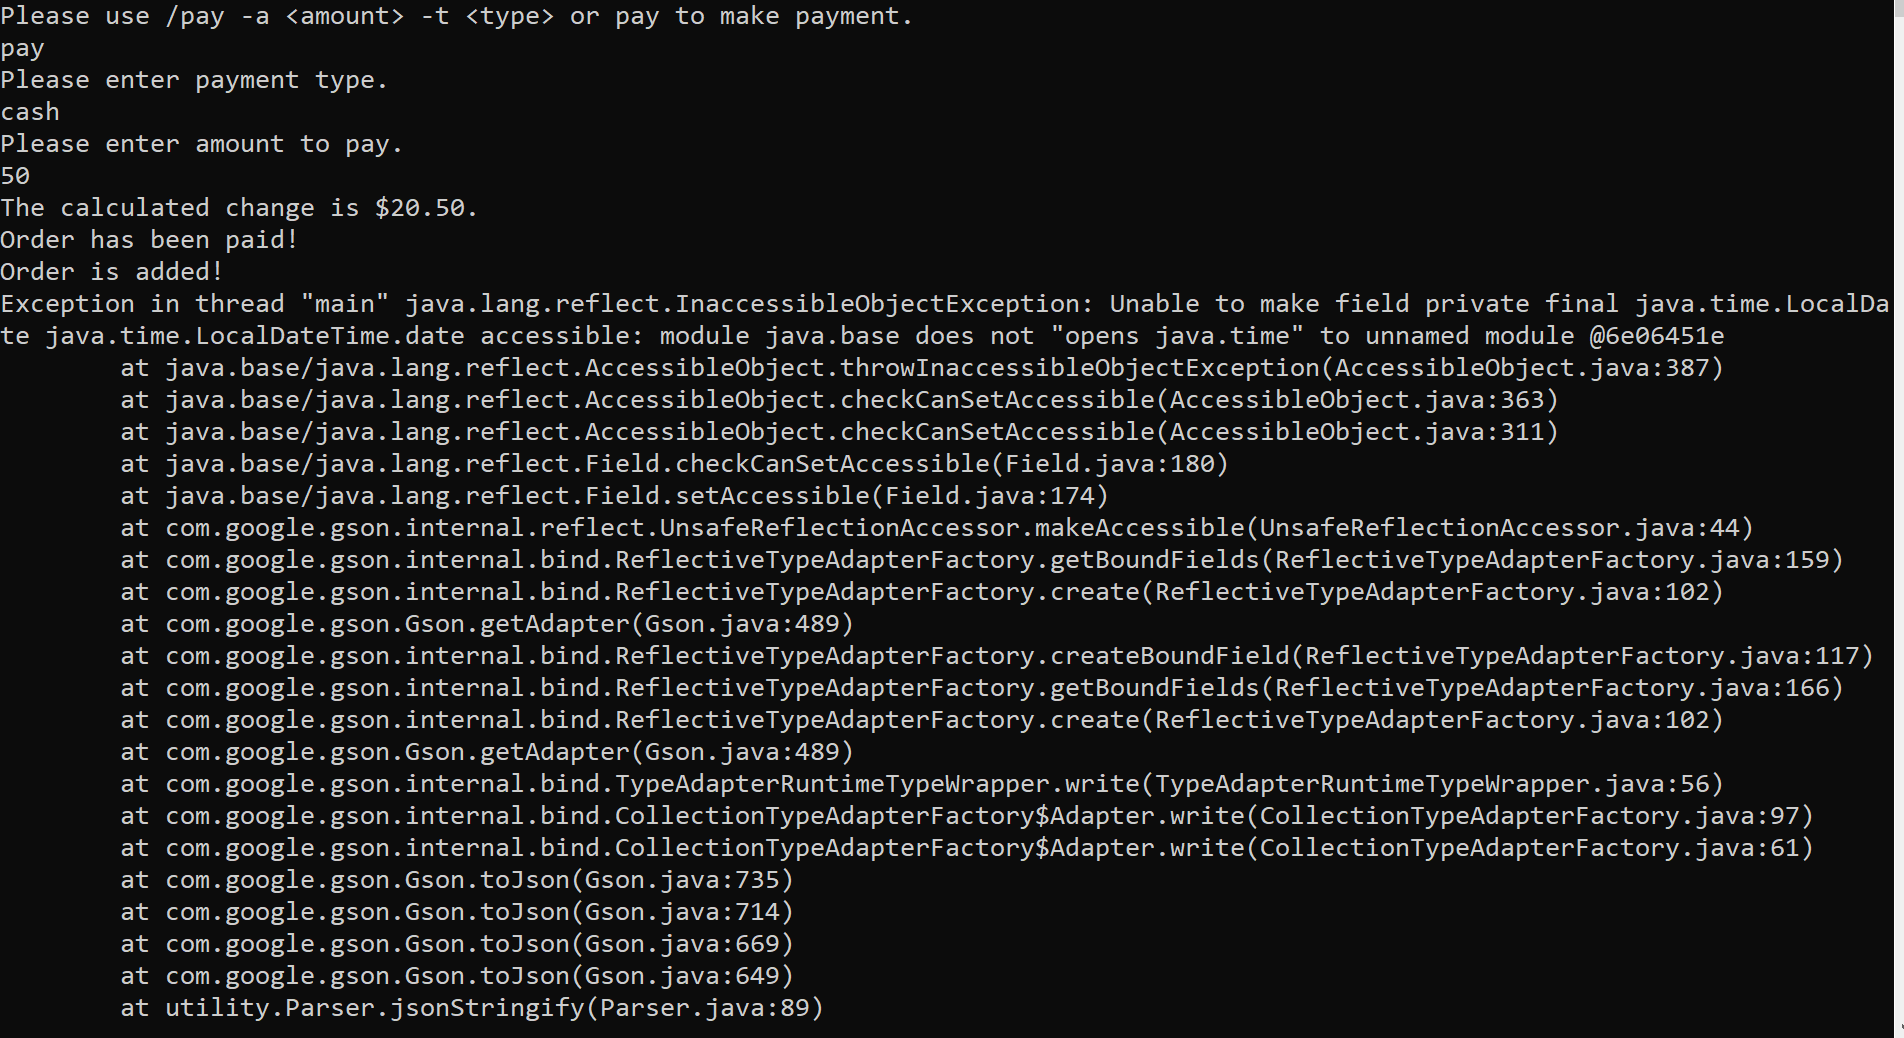 Please use /pay -a <amount> -t <type> or pay to make payment.
pay
Please enter payment type.
cash
Please enter amount to pay.
50
The calculated change is $20.50.
Order has been paid!
Order is added!
Exception in thread "main" java.lang.reflect.InaccessibleObjectException: Unable to make field private final java.time.LocalDa
te java.time.LocalDateTime.date accessible: module java.base does not "opens java.time" to unnamed module @6e06451e
        at java.base/java.lang.reflect.AccessibleObject.throwInaccessibleObjectException(AccessibleObject.java:387)
        at java.base/java.lang.reflect.AccessibleObject.checkCanSetAccessible(AccessibleObject.java:363)
        at java.base/java.lang.reflect.AccessibleObject.checkCanSetAccessible(AccessibleObject.java:311)
        at java.base/java.lang.reflect.Field.checkCanSetAccessible(Field.java:180)
        at java.base/java.lang.reflect.Field.setAccessible(Field.java:174)
        at com.google.gson.internal.reflect.UnsafeReflectionAccessor.makeAccessible(UnsafeReflectionAccessor.java:44)
        at com.google.gson.internal.bind.ReflectiveTypeAdapterFactory.getBoundFields(ReflectiveTypeAdapterFactory.java:159)
        at com.google.gson.internal.bind.ReflectiveTypeAdapterFactory.create(ReflectiveTypeAdapterFactory.java:102)
        at com.google.gson.Gson.getAdapter(Gson.java:489)
        at com.google.gson.internal.bind.ReflectiveTypeAdapterFactory.createBoundField(ReflectiveTypeAdapterFactory.java:117)
        at com.google.gson.internal.bind.ReflectiveTypeAdapterFactory.getBoundFields(ReflectiveTypeAdapterFactory.java:166)
        at com.google.gson.internal.bind.ReflectiveTypeAdapterFactory.create(ReflectiveTypeAdapterFactory.java:102)
        at com.google.gson.Gson.getAdapter(Gson.java:489)
        at com.google.gson.internal.bind.TypeAdapterRuntimeTypeWrapper.write(TypeAdapterRuntimeTypeWrapper.java:56)
        at com.google.gson.internal.bind.CollectionTypeAdapterFactory$Adapter.write(CollectionTypeAdapterFactory.java:97)
        at com.google.gson.internal.bind.CollectionTypeAdapterFactory$Adapter.write(CollectionTypeAdapterFactory.java:61)
        at com.google.gson.Gson.toJson(Gson.java:735)
        at com.google.gson.Gson.toJson(Gson.java:714)
        at com.google.gson.Gson.toJson(Gson.java:669)
        at com.google.gson.Gson.toJson(Gson.java:649)
        at utility.Parser.jsonStringify(Parser.java:89)